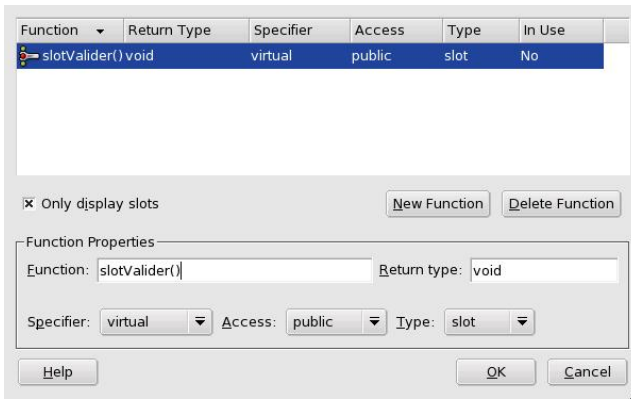 Function Return Type Specifier Access Type In Use
slotValider() void virtual public slot No
Only display slots New Function Delete Function
Function Properties
Function: slotValider() Return type: void
Specifier: virtual Access: public Type: slot
Help OK Cancel